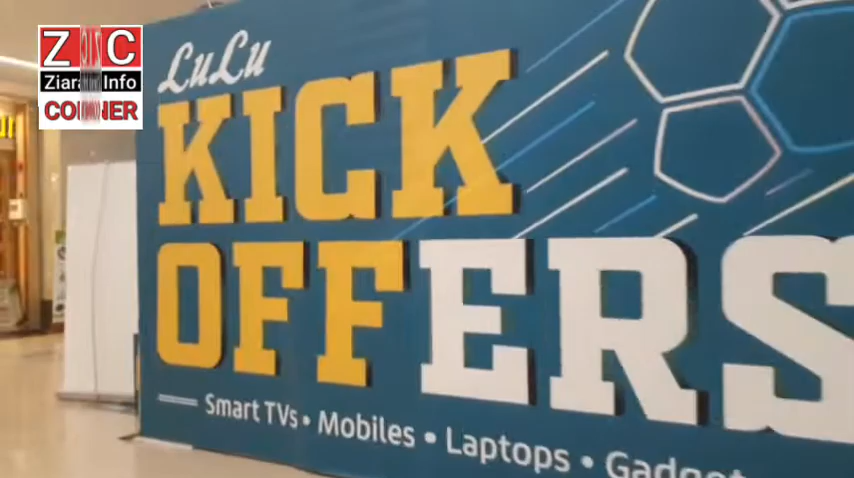 ZIC
Ziara Info
CORNER
LuLu
KICK
OFFERS
Smart TVs • Mobiles • Laptops •